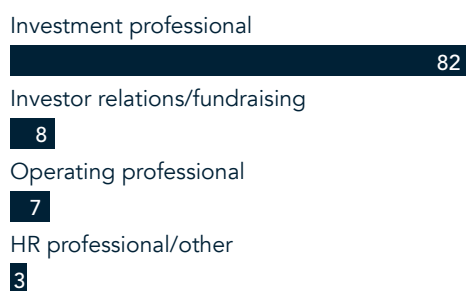 Investment professional
82
Investor relations/fundraising
8
Operating professional
7
HR professional/other
3